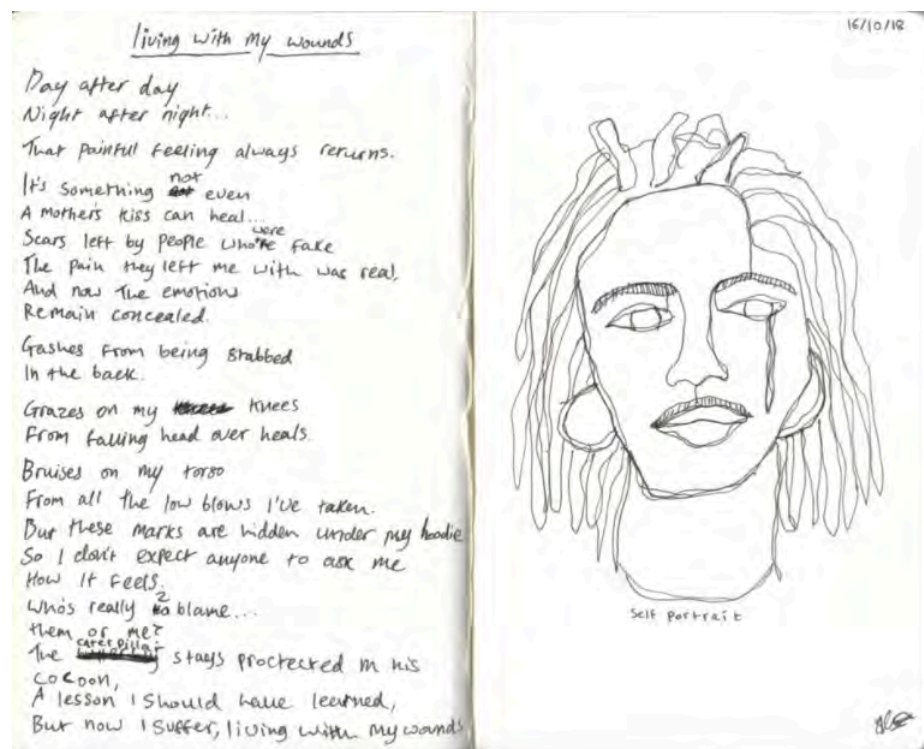 living with my wounds
Day after day
Night after night...
That painful feeling always returns.
It's something not even
A mother's kiss can heal...
Scars left by people who were fake
The pain they left me with was real,
And now the emotions
Remain concealed.
Gashes from being stabbed
In the back.
Grazes on my knees
From falling head over heals.
Bruises on my torso
From all the low blows I've taken.
But these marks are hidden under my hoodie
So I don't expect anyone to ask me
How it feels.
Who's really 2 blame...
them or me?
The caterpillar stays proctected in his
cocoon,
A lesson I should have learned,
But now I suffer, living with my wounds
16/10/18
Self portrait